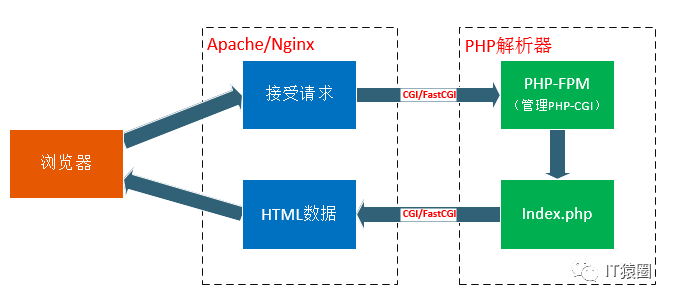 Apache/Nginx
PHP解析器
接受请求
CGI/FastCGI
PHP-FPM
（管理PHP-CGI）
浏览器
HTML数据
CGI/FastCGI
Index.php
IT猿圈